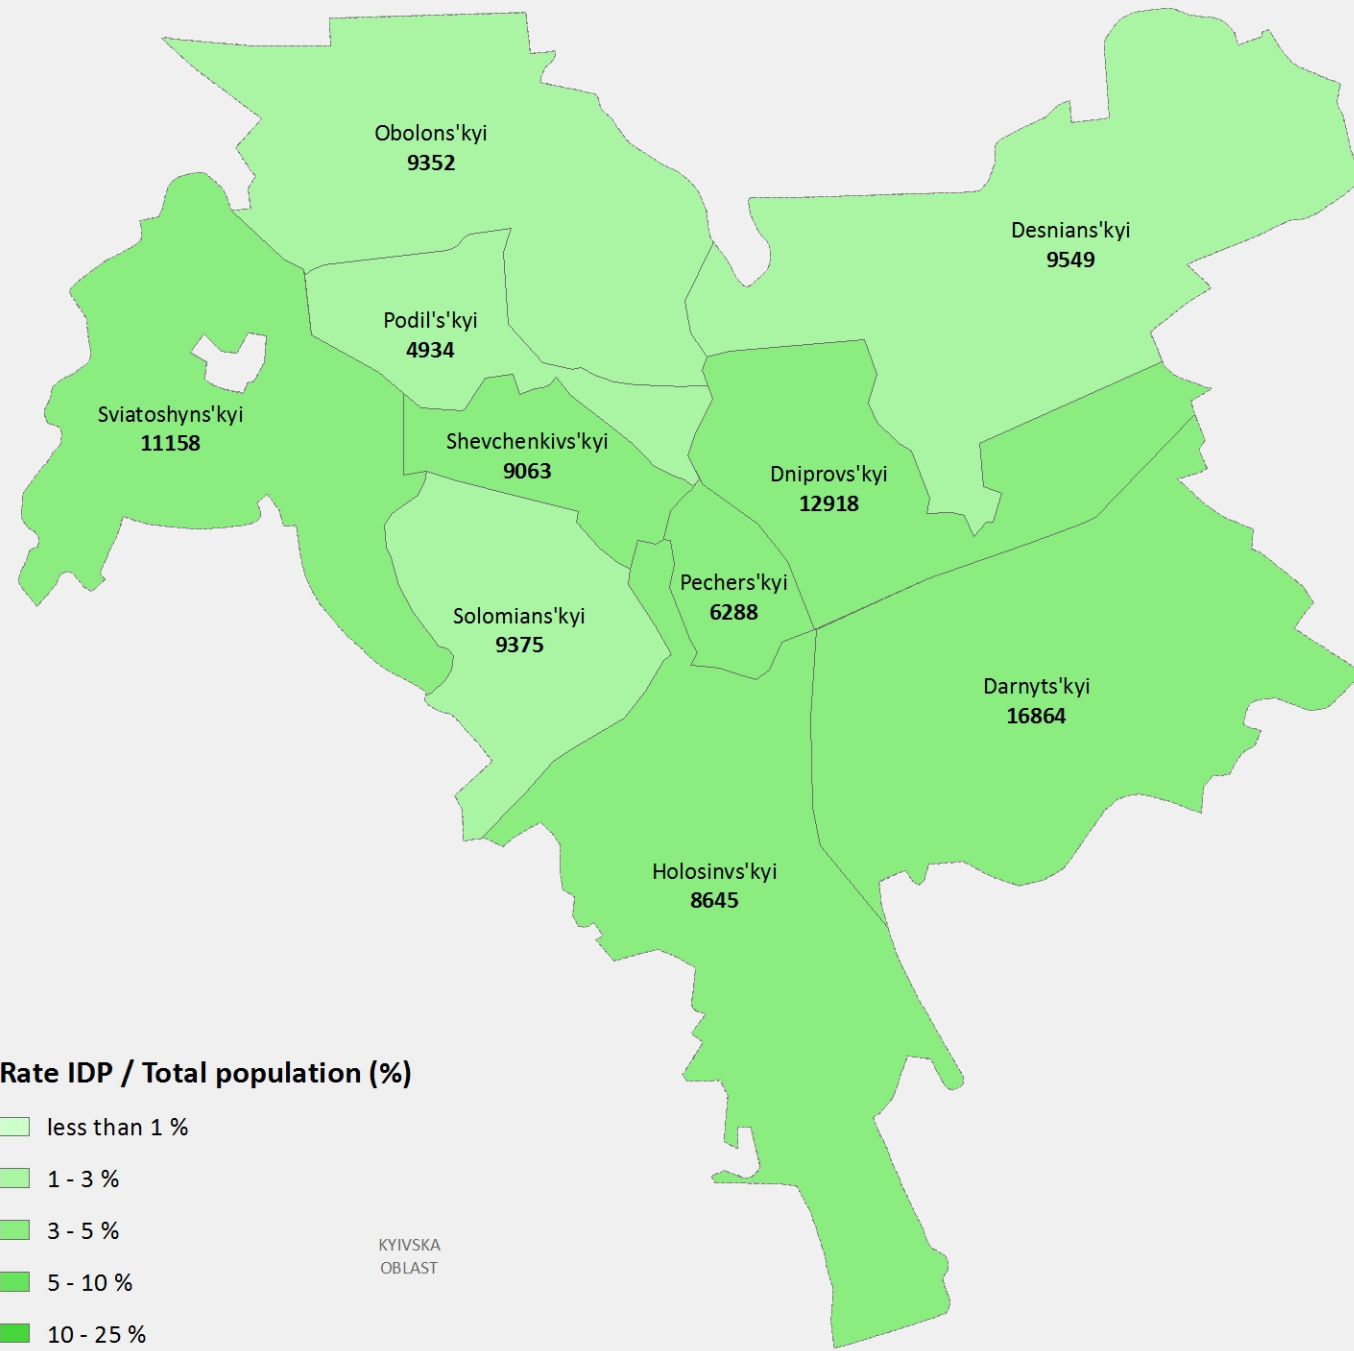 Obolons'kyi
9352
Desnians'kyi
9549
Podil's'kyi
4934
Sviatoshyns'kyi
11158
Shevchenkivs'kyi
9063
Dniprovs'kyi
12918
Pechers'kyi
6288
Solomians'kyi
9375
Darnyts'kyi
16864
Holosinvs'kyi
8645
Rate IDP / Total population (%)
less than 1 %
1 - 3 %
3 - 5 %
5 - 10 %
10 - 25 %
KYIVSKA
OBLAST